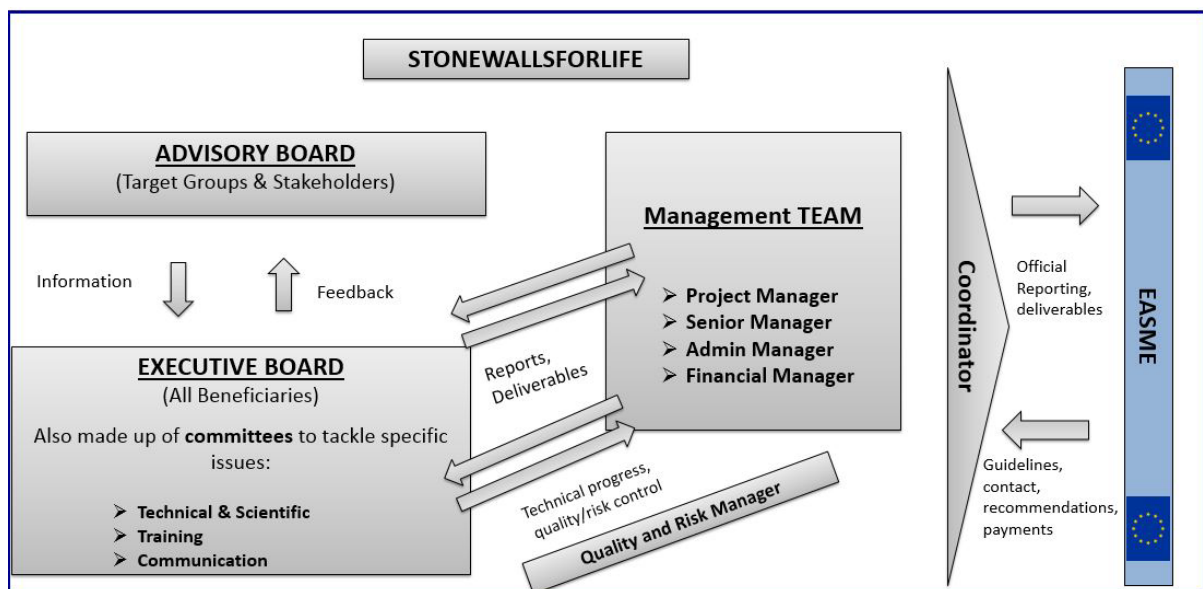 STONEWALLSFORLIFE
ADVISORY BOARD
(Target Groups & Stakeholders)
Information
Feedback
EXECUTIVE BOARD
(All Beneficiaries)
Also made up of committees to tackle specific
issues:
➢ Technical & Scientific
➢ Training
➢ Communication
Reports,
Deliverables
Technical progress,
quality/risk control
Quality and Risk Manager
Management TEAM
➢ Project Manager
➢ Senior Manager
➢ Admin Manager
➢ Financial Manager
Coordinator
Official
Reporting,
deliverables
Guidelines,
contact,
recommendations,
payments
EASME